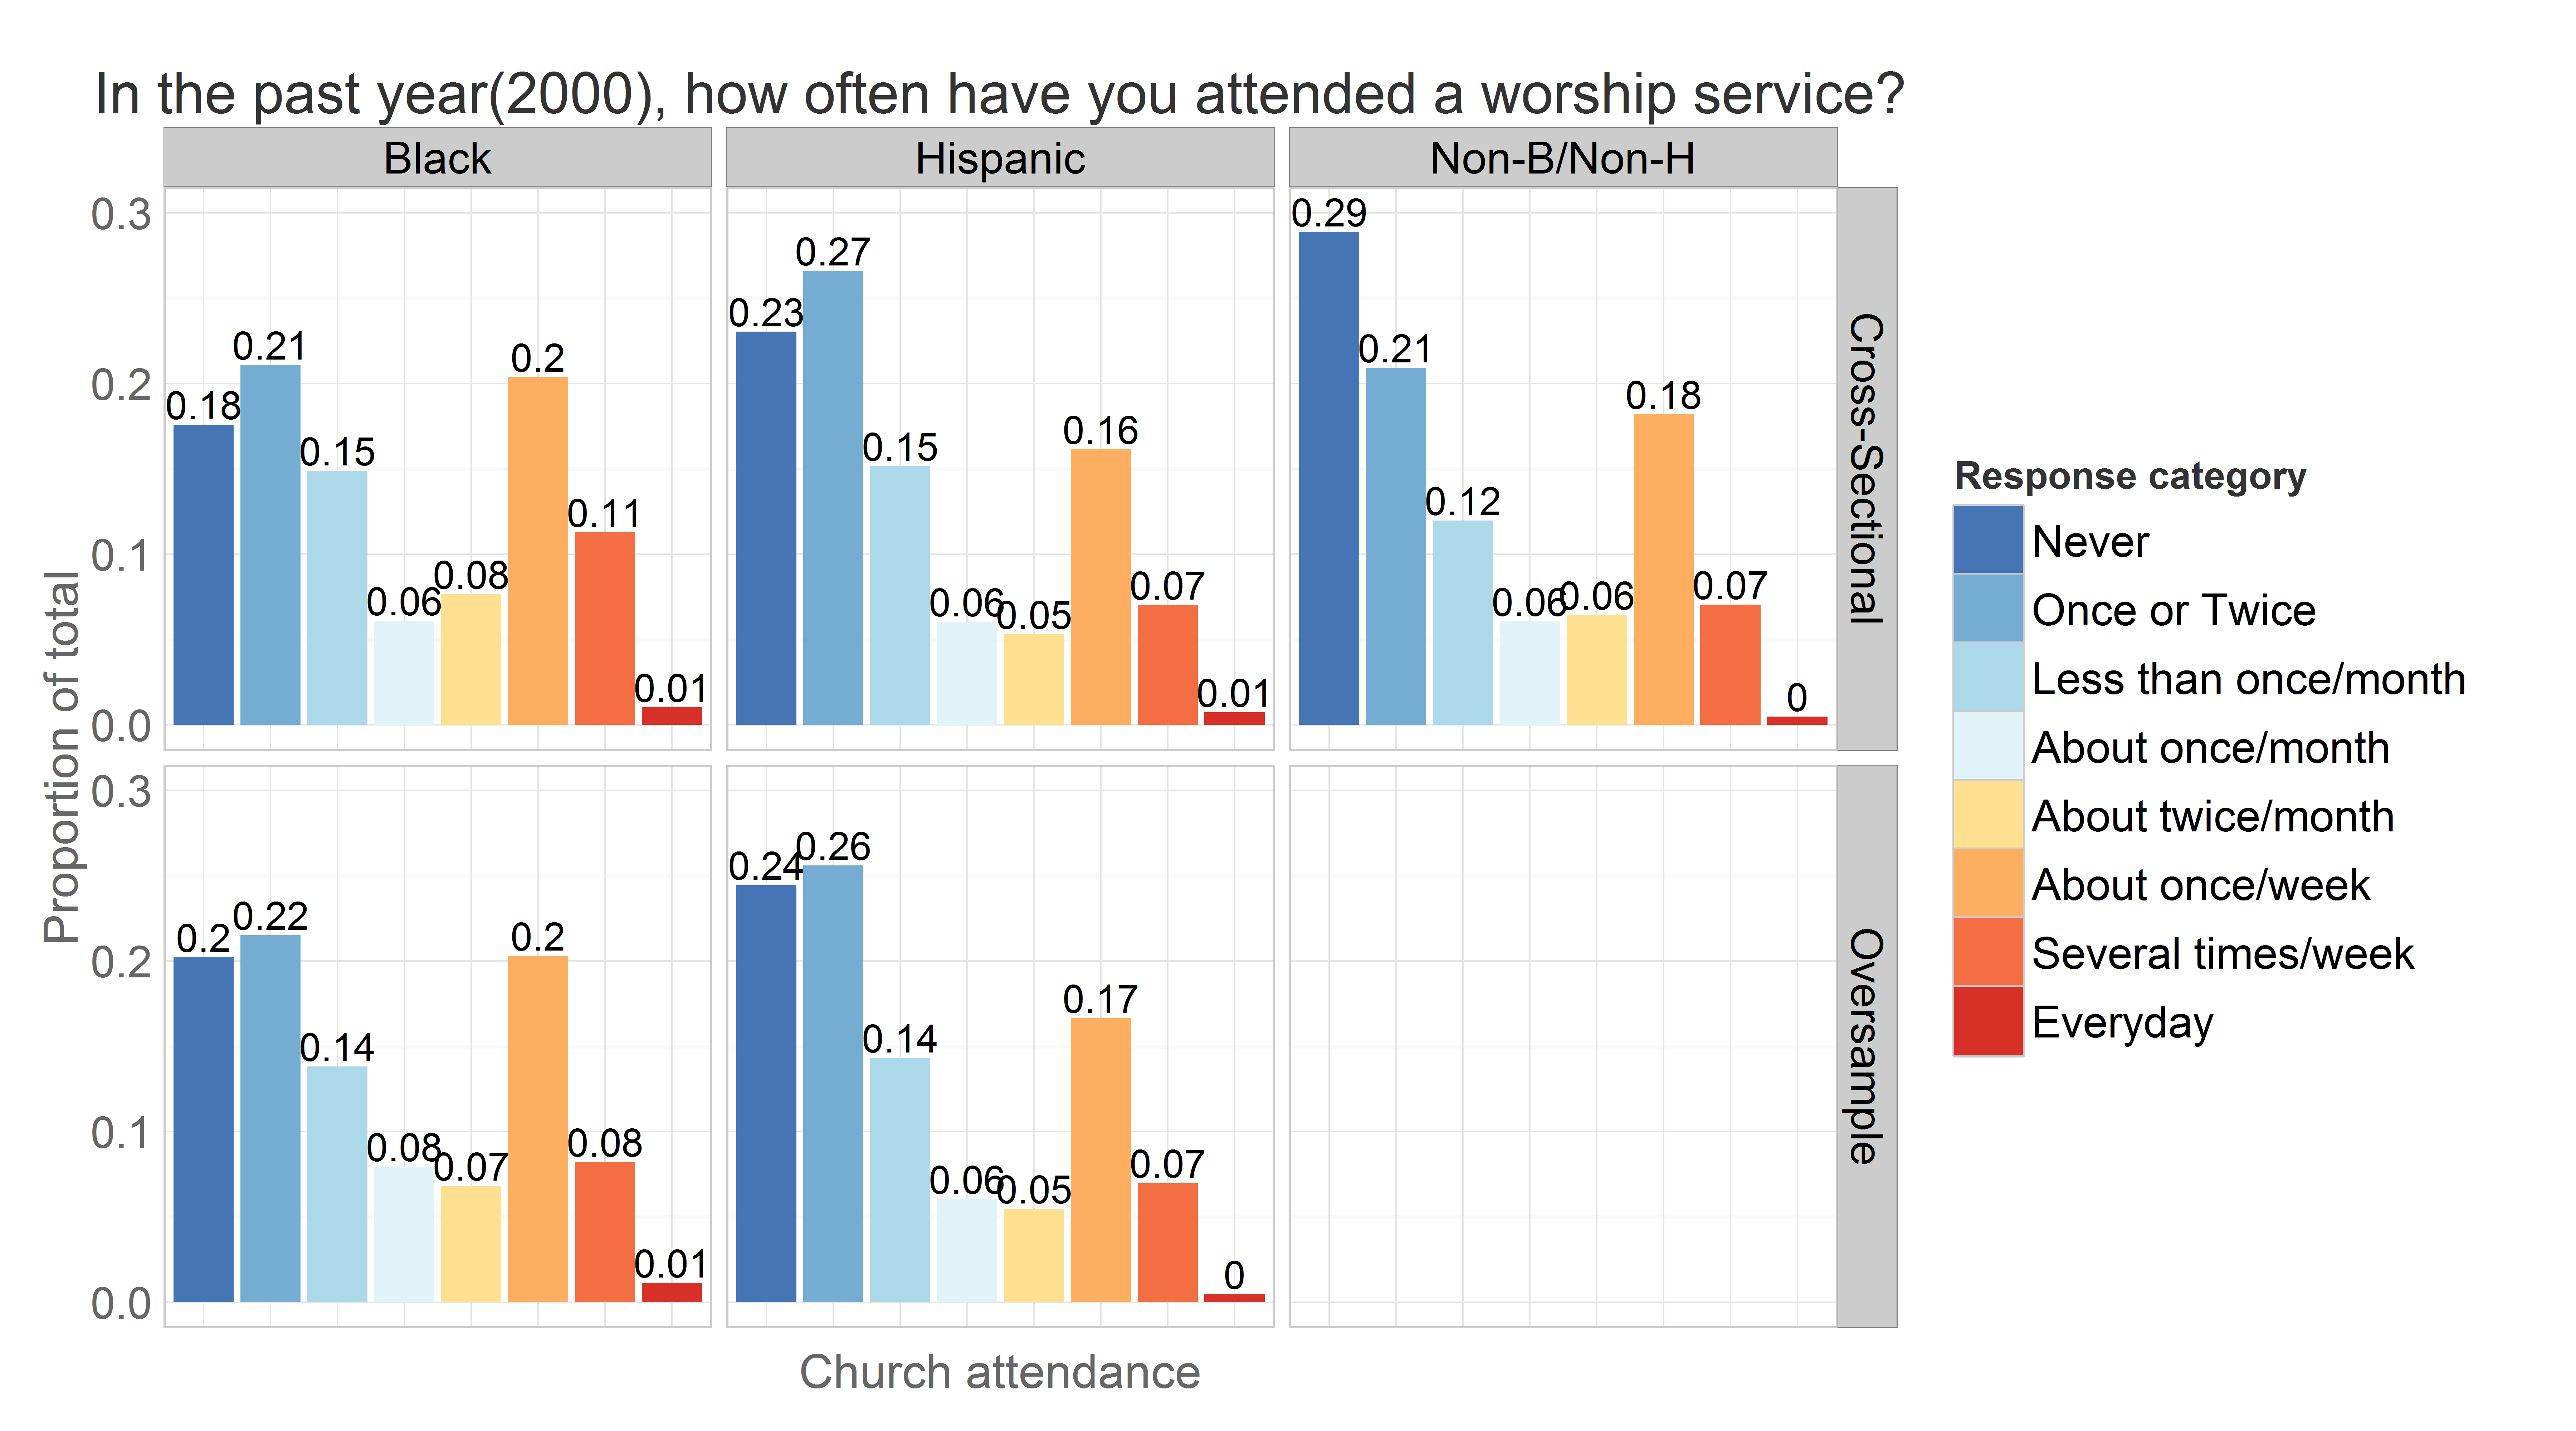 In the past year(2000), how often have you attended a worship service?
Black
Hispanic
Non-B/Non-H
Proportion of total
0.3
0.2
0.1
0.0
0.18
0.21
0.15
0.06
0.08
0.2
0.11
0.01
0.23
0.27
0.15
0.06
0.05
0.16
0.07
0.01
0.29
0.21
0.12
0.06
0.06
0.18
0.07
0
Cross-Sectional
0.3
0.2
0.1
0.0
0.2
0.22
0.14
0.08
0.07
0.2
0.08
0.01
0.24
0.26
0.14
0.06
0.05
0.17
0.07
0
Oversample
Church attendance
Response category
Never
Once or Twice
Less than once/month
About once/month
About twice/month
About once/week
Several times/week
Everyday